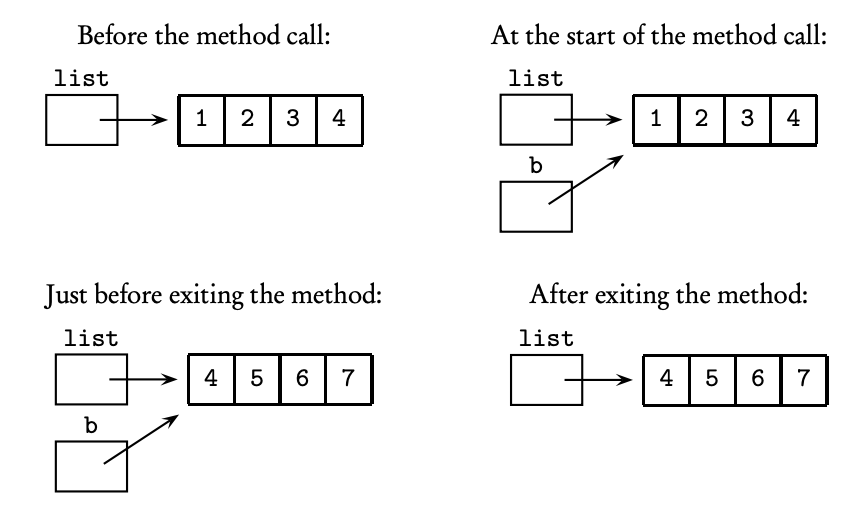 Before the method call:
list
1 2 3 4
At the start of the method call:
list
1 2 3 4
b
Just before exiting the method:
list
4 5 6 7
b
After exiting the method:
list
4 5 6 7